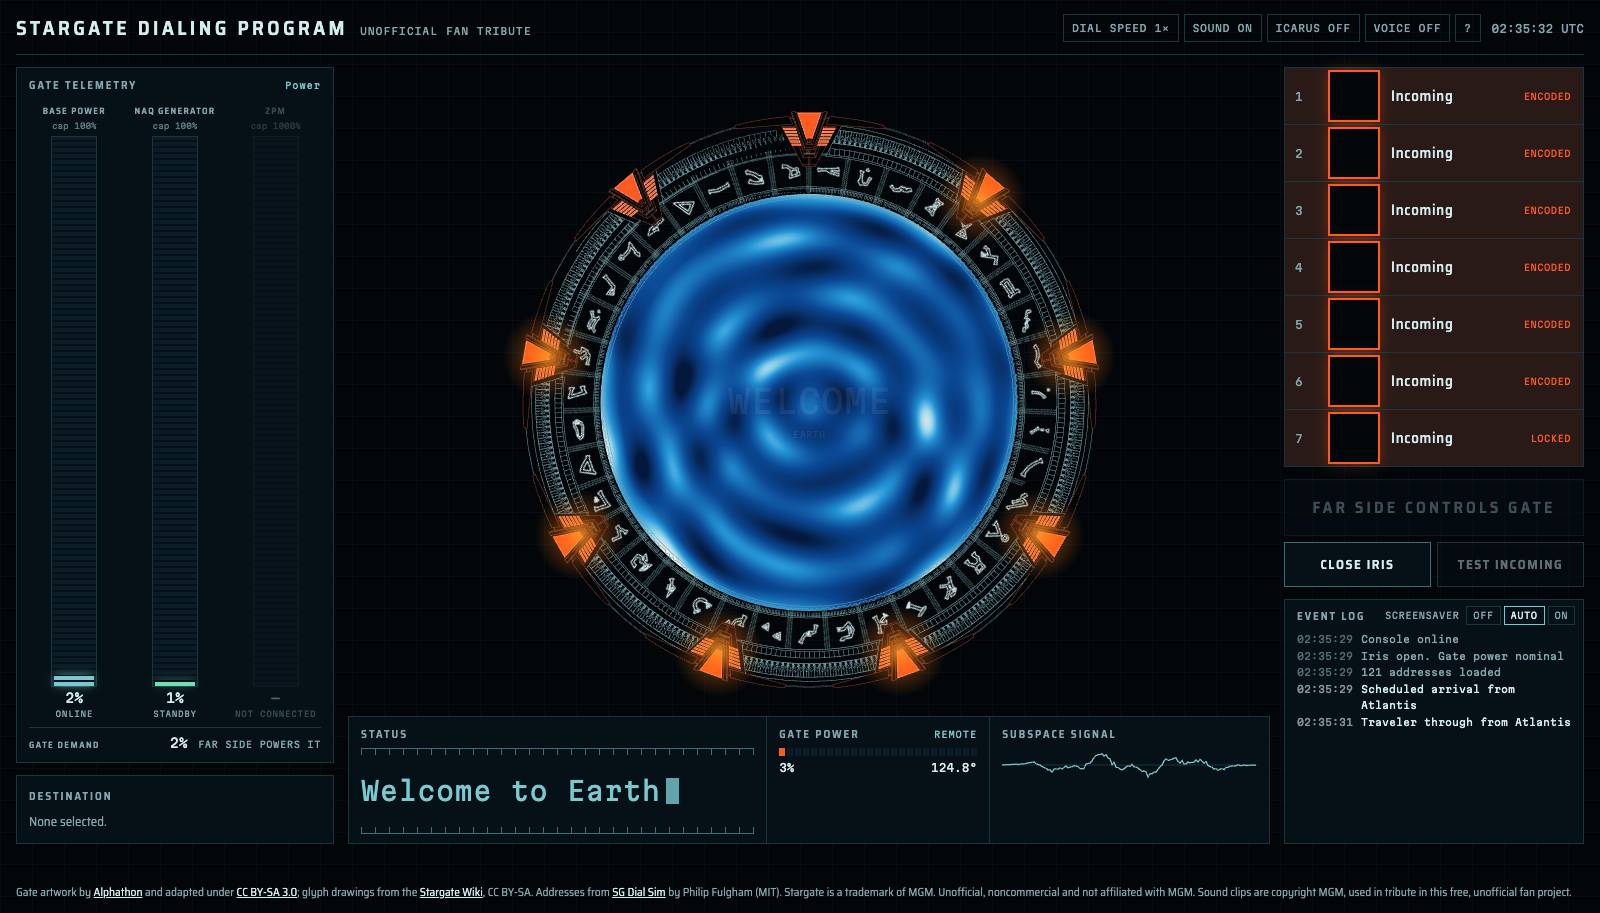 STARGATE DIALING PROGRAM UNOFFICIAL FAN TRIBUTE
DIAL SPEED 1× SOUND ON ICARUS OFF VOICE OFF ? 02:35:32 UTC
GATE TELEMETRY Power
BASE POWER NAQ GENERATOR ZPM
cap 100% cap 100% cap 1000%
2% 1% —
ONLINE STANDBY NOT CONNECTED
GATE DEMAND 2% FAR SIDE POWERS IT
DESTINATION
None selected.
WELCOME
EARTH
STATUS
Welcome to Earth
GATE POWER REMOTE
3% 124.8°
SUBSPACE SIGNAL
1 Incoming ENCODED
2 Incoming ENCODED
3 Incoming ENCODED
4 Incoming ENCODED
5 Incoming ENCODED
6 Incoming ENCODED
7 Incoming LOCKED
FAR SIDE CONTROLS GATE
CLOSE IRIS TEST INCOMING
EVENT LOG SCREENSAVER OFF AUTO ON
02:35:29 Console online
02:35:29 Iris open. Gate power nominal
02:35:29 121 addresses loaded
02:35:29 Scheduled arrival from
Atlantis
02:35:31 Traveler through from Atlantis
Gate artwork by Alphathon and adapted under CC BY-SA 3.0; glyph drawings from the Stargate Wiki, CC BY-SA. Addresses from SG Dial Sim by Philip Fulgham (MIT). Stargate is a trademark of MGM. Unofficial, noncommercial and not affiliated with MGM. Sound clips are copyright MGM, used in tribute in this free, unofficial fan project.